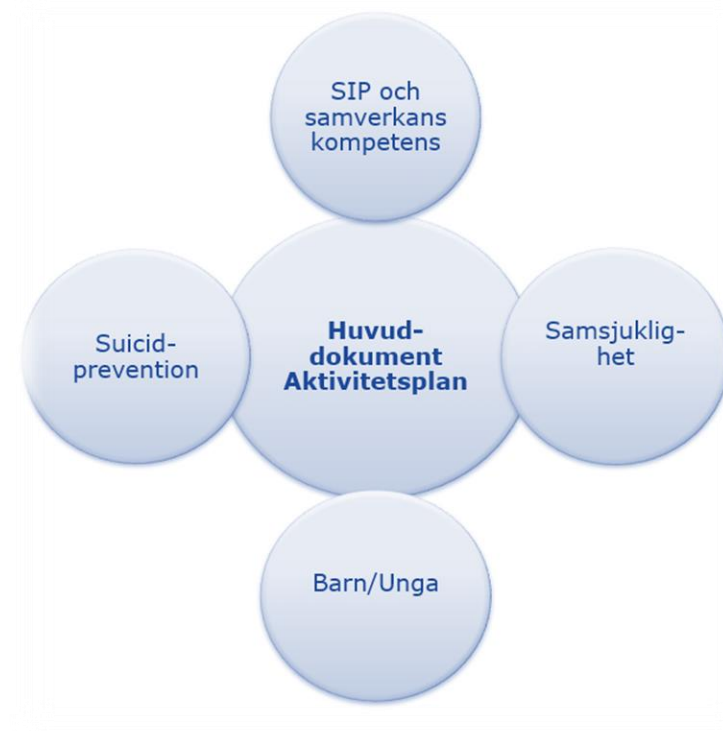 SIP och
samverkans
kompetens
Suicid-
prevention
Huvud-
dokument
Aktivitetsplan
Samsjuklig-
het
Barn/Unga